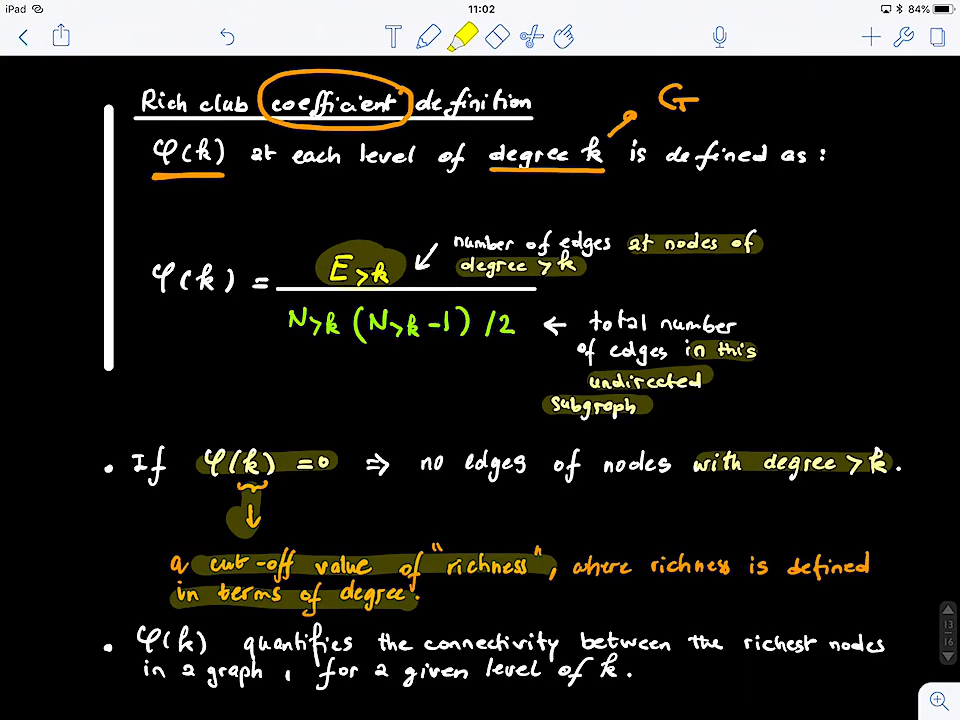 iPad
11:02
84%
T
Rich club coefficient definition
G
φ(k) at each level of degree k is defined as :
number of edges at nodes of
degree >k
φ(k) = E>k
N>k (N>k -1) /2
← total number
of edges in this
undirected
subgraph
• If φ(k) =0 ⇒ no edges of nodes with degree >k.
↓
a cut-off value of "richness", where richness is defined
in terms of degree.
• φ(k) quantifies the connectivity between the richest nodes
in a graph, for a given level of k.
13
16